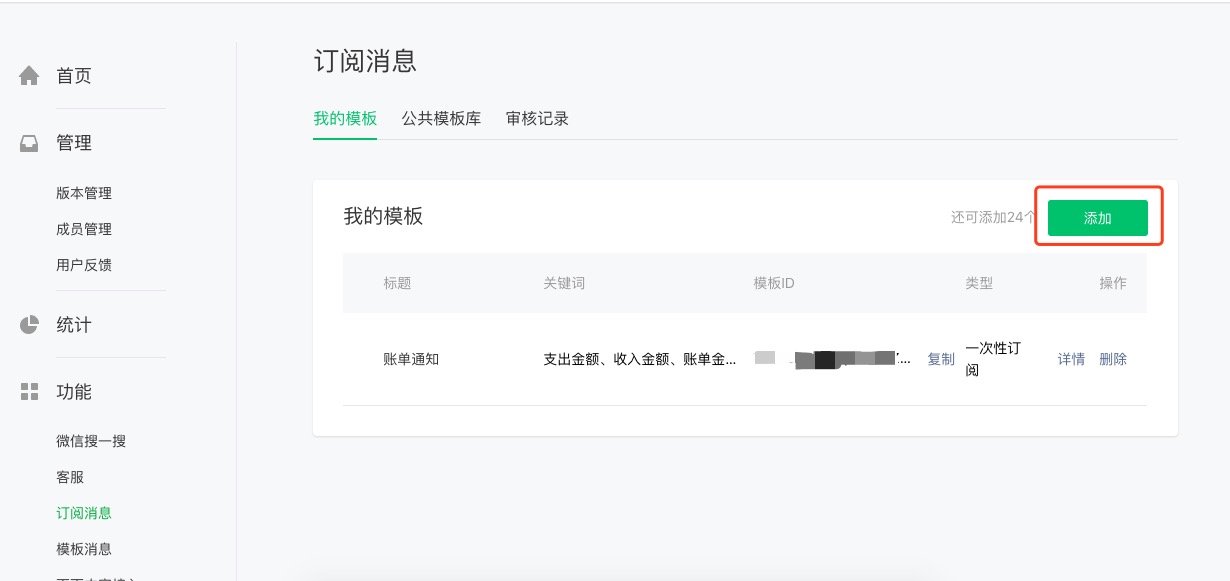 首页
管理
版本管理
成员管理
用户反馈
统计
功能
微信搜一搜
客服
订阅消息
模板消息
订阅消息
我的模板 公共模板库 审核记录
我的模板 还可添加24个 添加
标题 关键词 模板ID 类型 操作
账单通知 支出金额、收入金额、账单金... ... 复制 一次性订阅 详情 删除